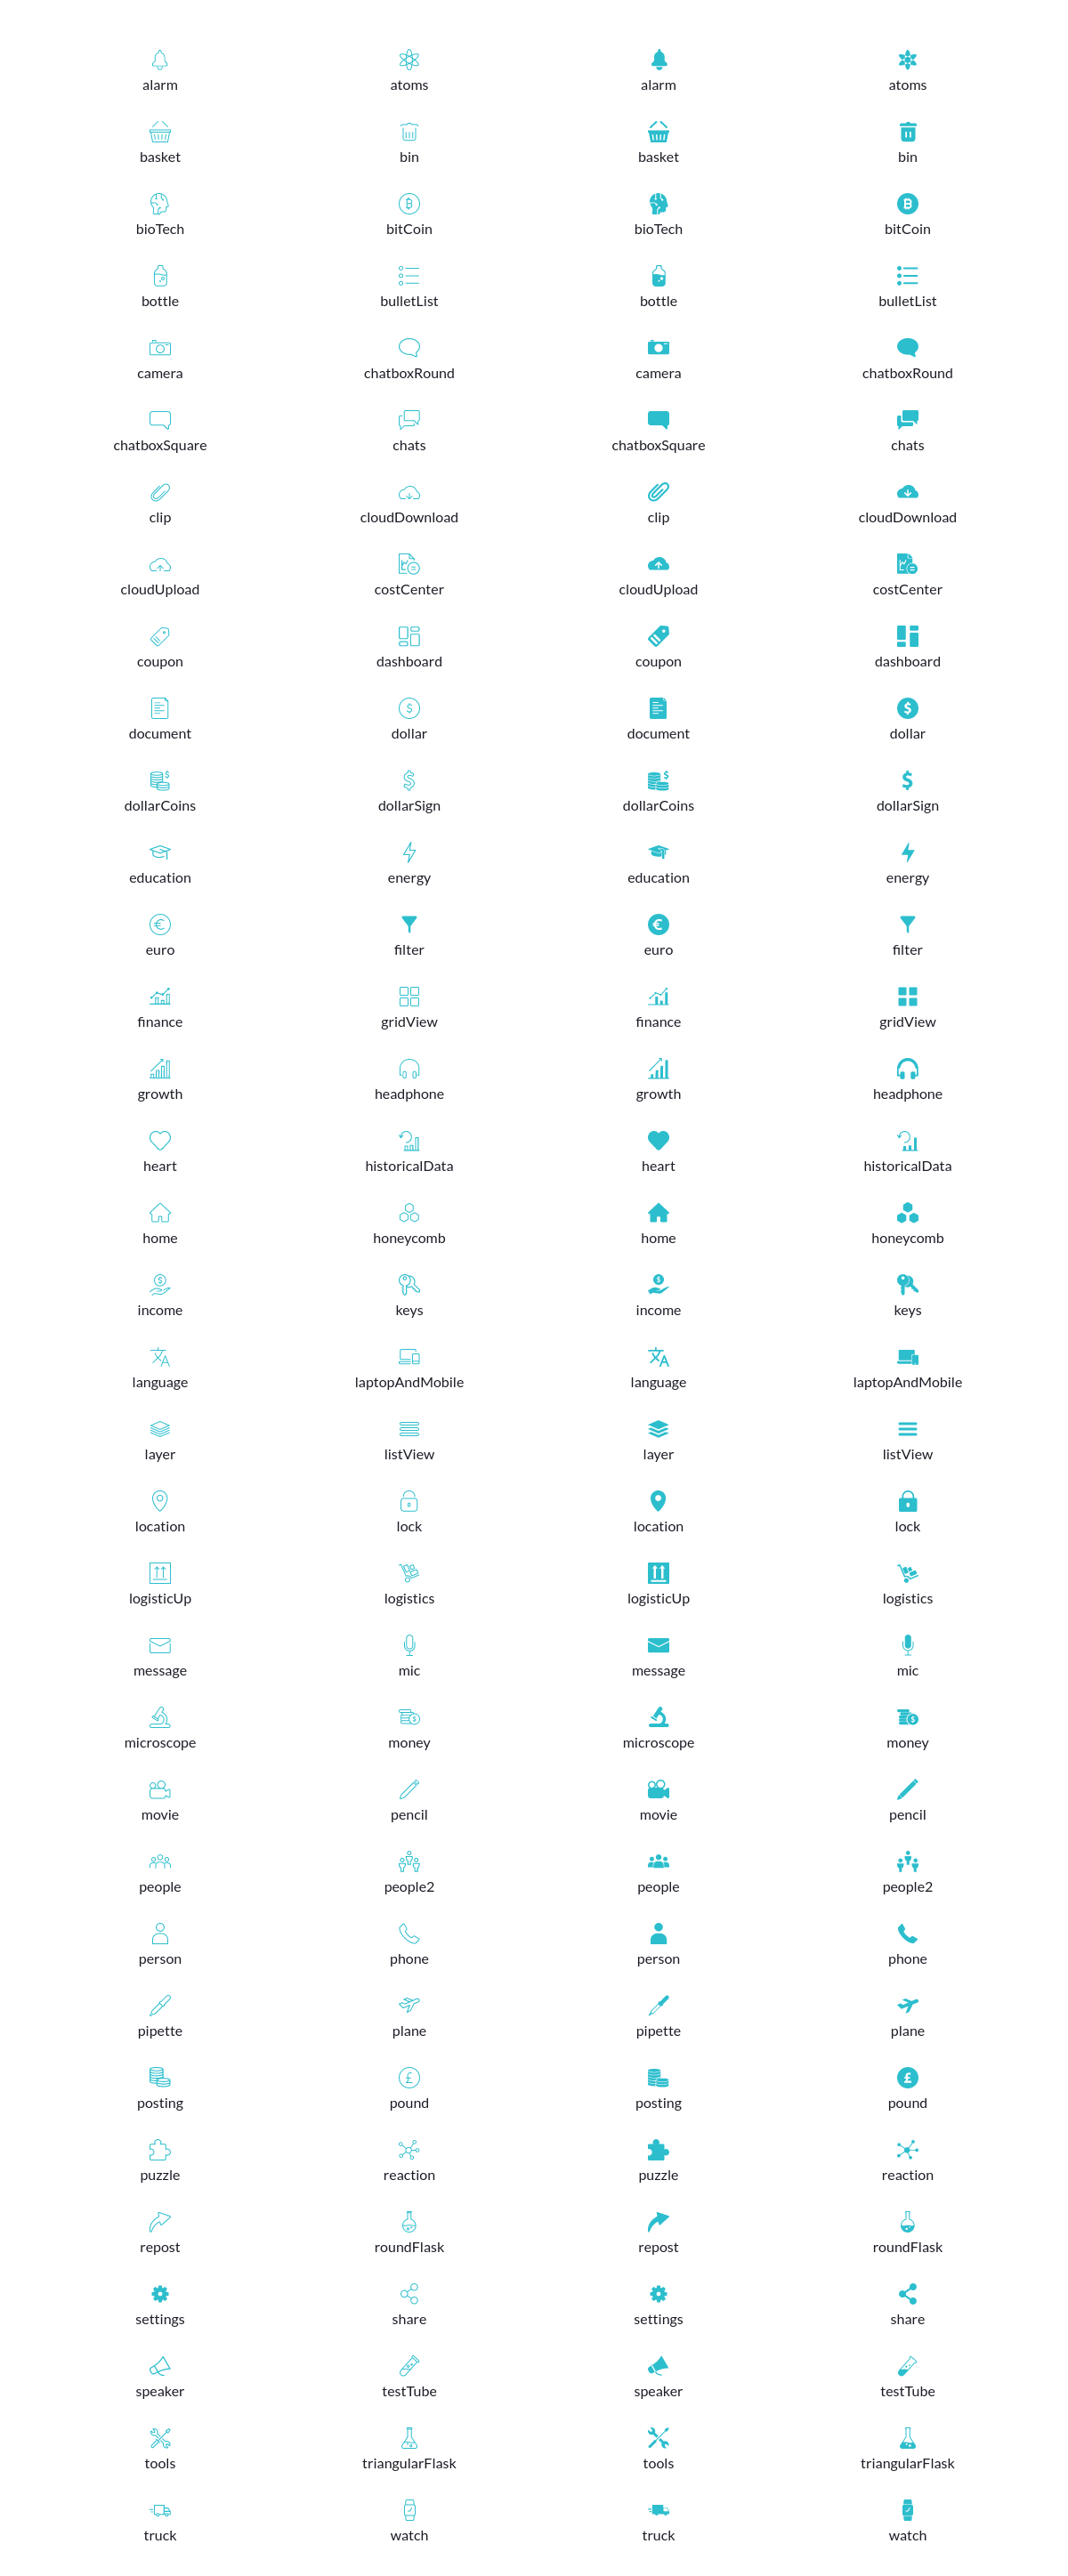 alarm atoms alarm atoms
basket bin basket bin
bioTech bitCoin bioTech bitCoin
bottle bulletList bottle bulletList
camera chatboxRound camera chatboxRound
chatboxSquare chats chatboxSquare chats
clip cloudDownload clip cloudDownload
cloudUpload costCenter cloudUpload costCenter
coupon dashboard coupon dashboard
document dollar document dollar
dollarCoins dollarSign dollarCoins dollarSign
education energy education energy
euro filter euro filter
finance gridView finance gridView
growth headphone growth headphone
heart historicalData heart historicalData
home honeycomb home honeycomb
income keys income keys
language laptopAndMobile language laptopAndMobile
layer listView layer listView
location lock location lock
logisticUp logistics logisticUp logistics
message mic message mic
microscope money microscope money
movie pencil movie pencil
people people2 people people2
person phone person phone
pipette plane pipette plane
posting pound posting pound
puzzle reaction puzzle reaction
repost roundFlask repost roundFlask
settings share settings share
speaker testTube speaker testTube
tools triangularFlask tools triangularFlask
truck watch truck watch